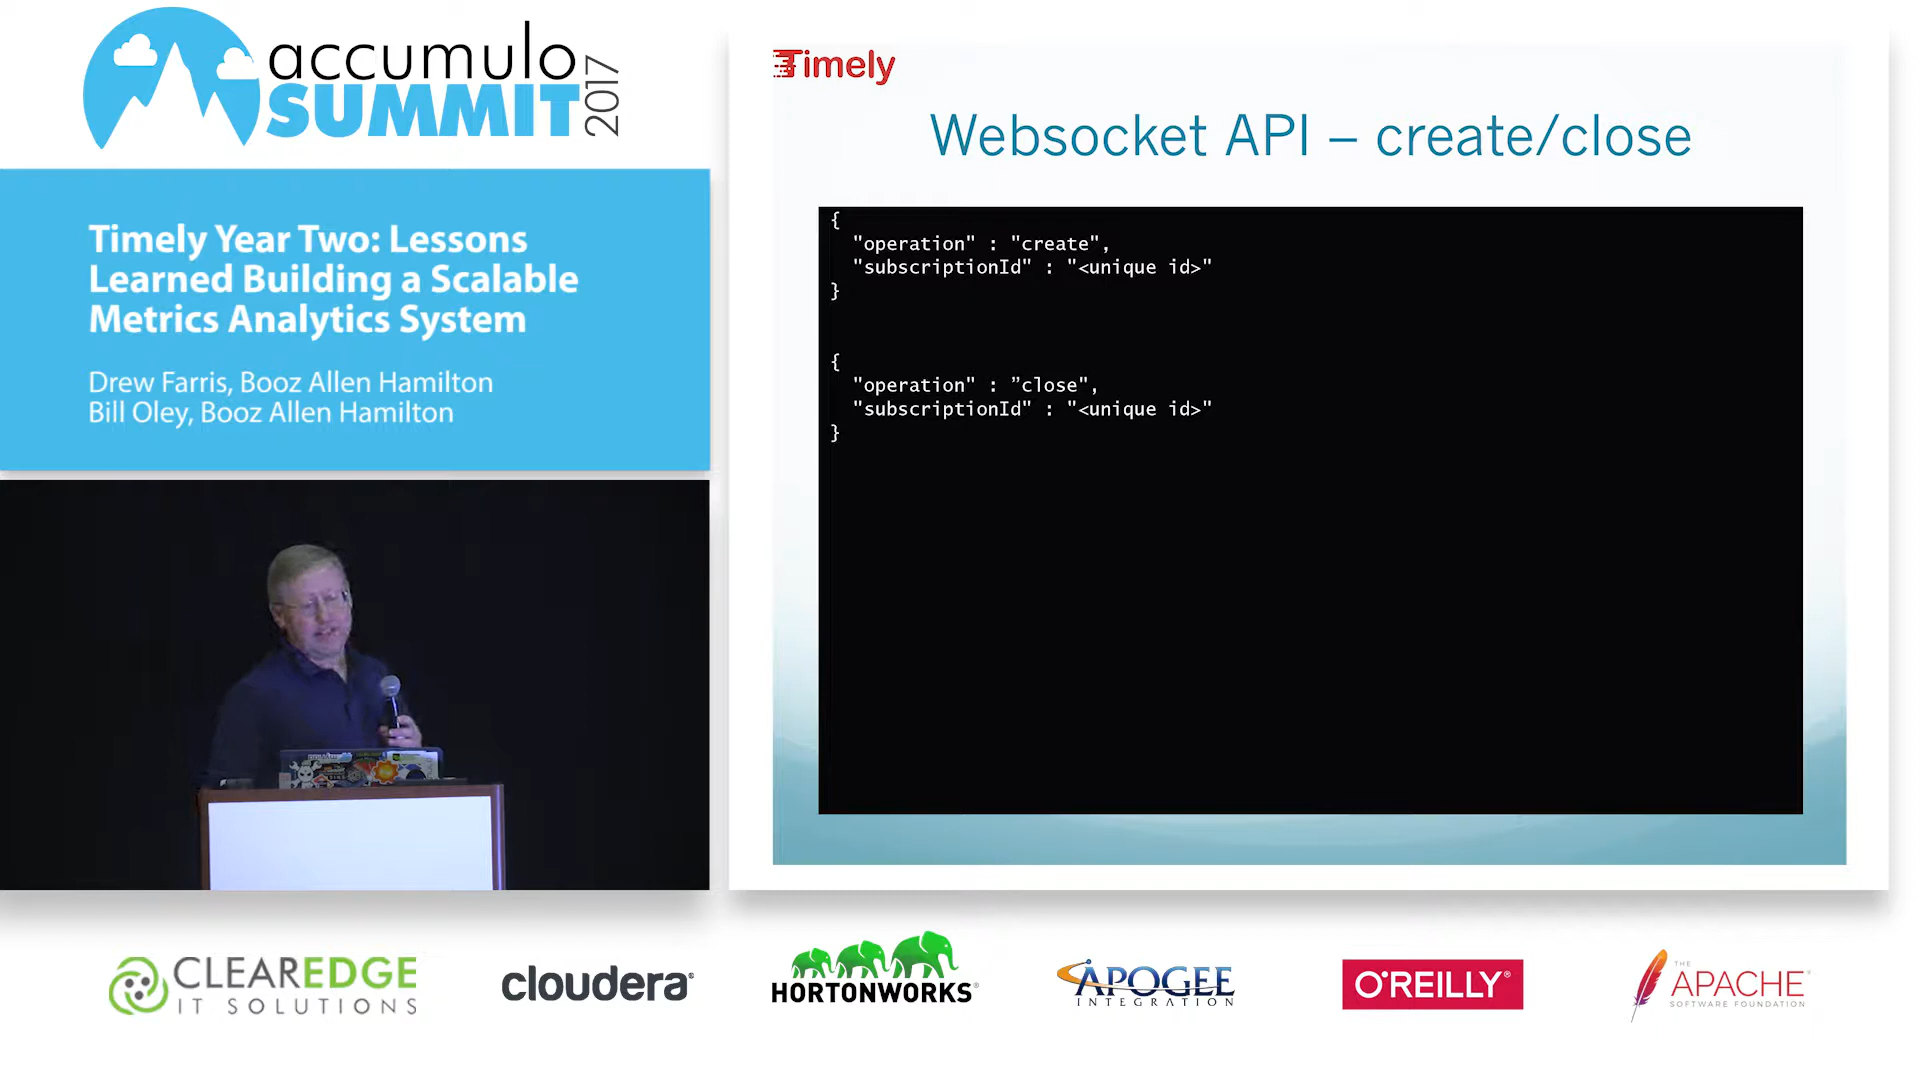 accumulo
SUMMIT
2017
Timely Year Two: Lessons
Learned Building a Scalable
Metrics Analytics System
Drew Farris, Booz Allen Hamilton
Bill Oley, Booz Allen Hamilton
Timely
Websocket API – create/close
{
"operation" : "create",
"subscriptionId" : "<unique id>"
}
{
"operation" : ”close",
"subscriptionId" : "<unique id>"
}
CLEAREDGE
IT SOLUTIONS
cloudera®
HORTONWORKS®
APOGEE
INTEGRATION
O'REILLY®
THE
APACHE®
SOFTWARE FOUNDATION